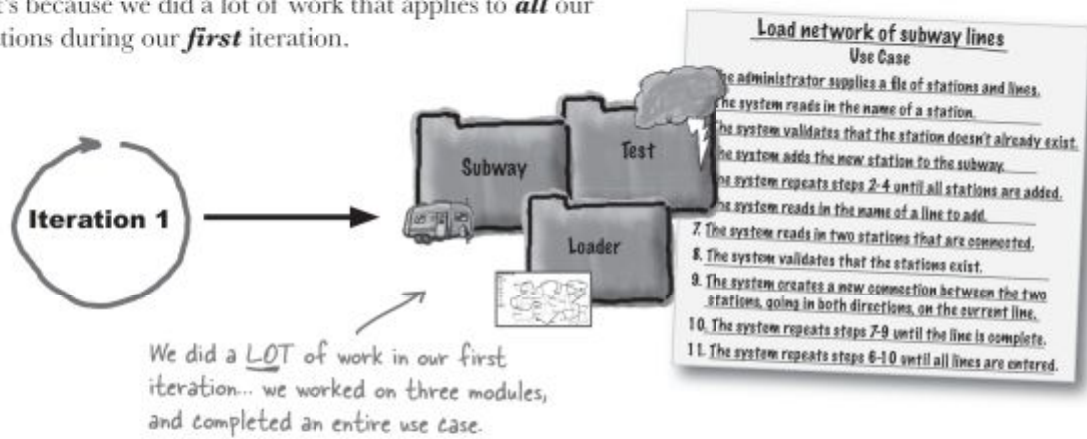 's because we did a lot of work that applies to all our
tions during our first iteration.
Iteration 1
Subway
Test
Loader
We did a LOT of work in our first
iteration... we worked on three modules,
and completed an entire use case.
Load network of subway lines
Use Case
he administrator supplies a file of stations and lines.
he system reads in the name of a station.
he system validates that the station doesn't already exist.
he system adds the new station to the subway.
he system repeats steps 2-4 until all stations are added.
he system reads in the name of a line to add.
7. The system reads in two stations that are connected.
8. The system validates that the stations exist.
9. The system creates a new connection between the two
stations, going in both directions, on the current line.
10. The system repeats steps 7-9 until the line is complete.
11. The system repeats steps 6-10 until all lines are entered.